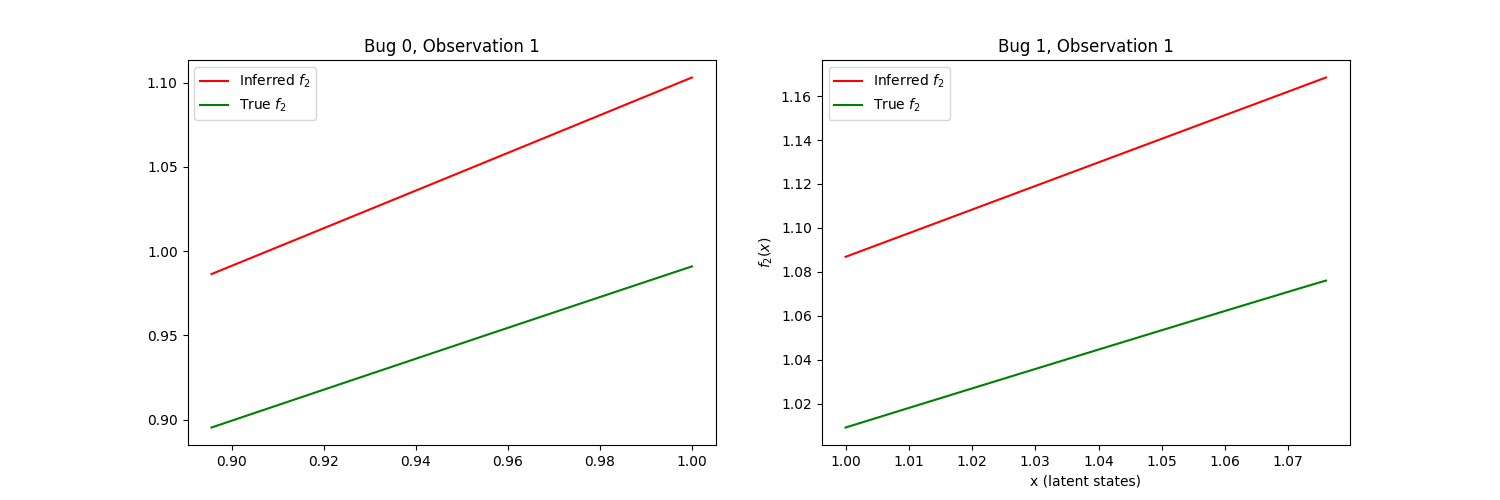 Bug 0, Observation 1
Inferred f₂
True f₂
1.10
1.05
1.00
0.95
0.90
0.90 0.92 0.94 0.96 0.98 1.00
Bug 1, Observation 1
Inferred f₂
True f₂
f₂(x)
1.16
1.14
1.12
1.10
1.08
1.06
1.04
1.02
1.00 1.01 1.02 1.03 1.04 1.05 1.06 1.07
x (latent states)